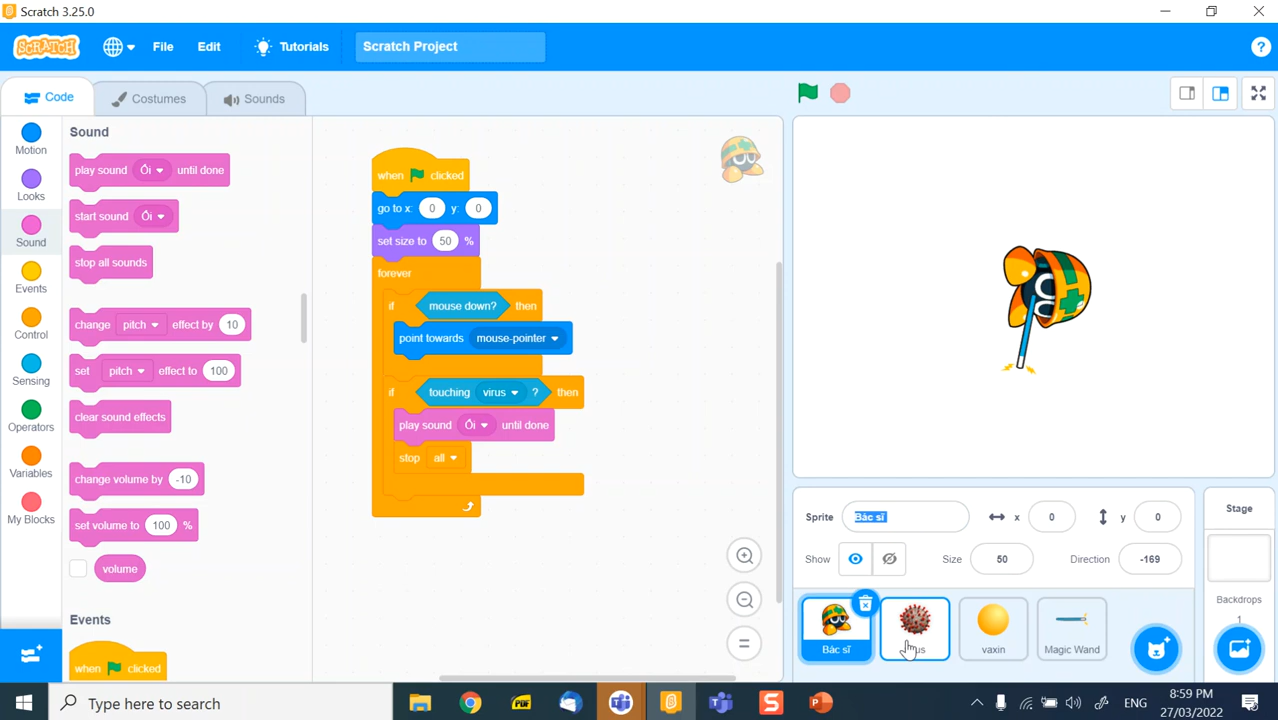 Scratch 3.25.0
SCRATCH
File
Edit
Tutorials
Scratch Project
?
Code
Costumes
Sounds
Motion
Looks
Sound
Events
Control
Sensing
Operators
Variables
My Blocks
Sound
play sound Ối until done
start sound Ối
stop all sounds
change pitch effect by 10
set pitch effect to 100
clear sound effects
change volume by -10
set volume to 100 %
volume
Events
when clicked
when clicked
go to x: 0 y: 0
set size to 50 %
forever
if mouse down? then
point towards mouse-pointer
if touching virus ? then
play sound Ối until done
stop all
Sprite Bác sĩ x 0 y 0
Show Size 50 Direction -169
Bác sĩ
vaxin
Magic Wand
Stage
Backdrops
1
Type here to search
PDF
S
P
ENG
8:59 PM
27/03/2022